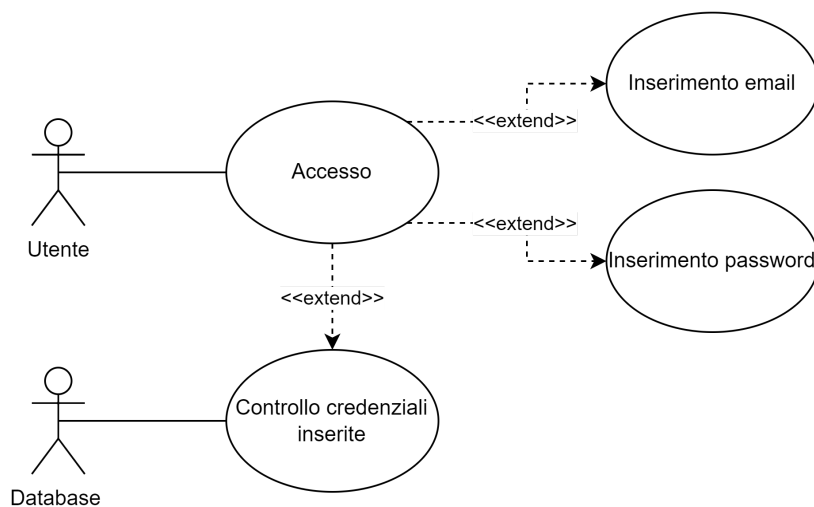 Inserimento email
<<extend>>
Accesso
<<extend>>
Utente
Inserimento password
<<extend>>
Controllo credenziali
inserite
Database